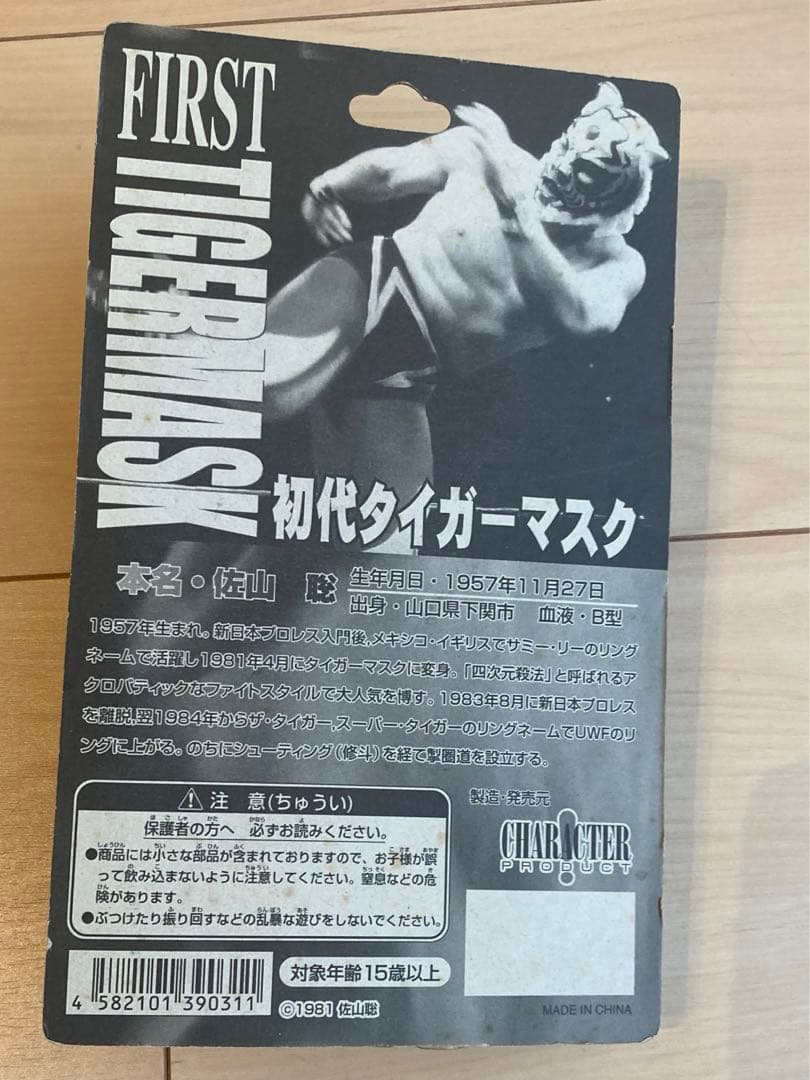 FIRST
TIGERMASK
初代タイガーマスク
本名・佐山 聡
生年月日・1957年11月27日
出身・山口県下関市 血液・B型
1957年生まれ。新日本プロレス入門後,メキシコ・イギリスでサミー・リーのリング
ネームで活躍し1981年4月にタイガーマスクに変身。「四次元殺法」と呼ばれるア
クロバティックなファイトスタイルで大人気を博す。1983年8月に新日本プロレス
を離脱,翌1984年からザ・タイガー,スーパー・タイガーのリングネームでUWFのリ
ングに上がる。のちにシューティング(修斗)を経て掣圏道を設立する。
注 意(ちゅうい)
保護者の方へ 必ずお読みください。
●商品には小さな部品が含まれておりますので、お子様が誤
って飲み込まないように注意してください。窒息などの危
険があります。
●ぶつけたり振り回すなどの乱暴な遊びをしないでください。
製造・発売元
CHARACTER
PRODUCT
4 582101 390311
対象年齢15歳以上
©1981 佐山聡
MADE IN CHINA